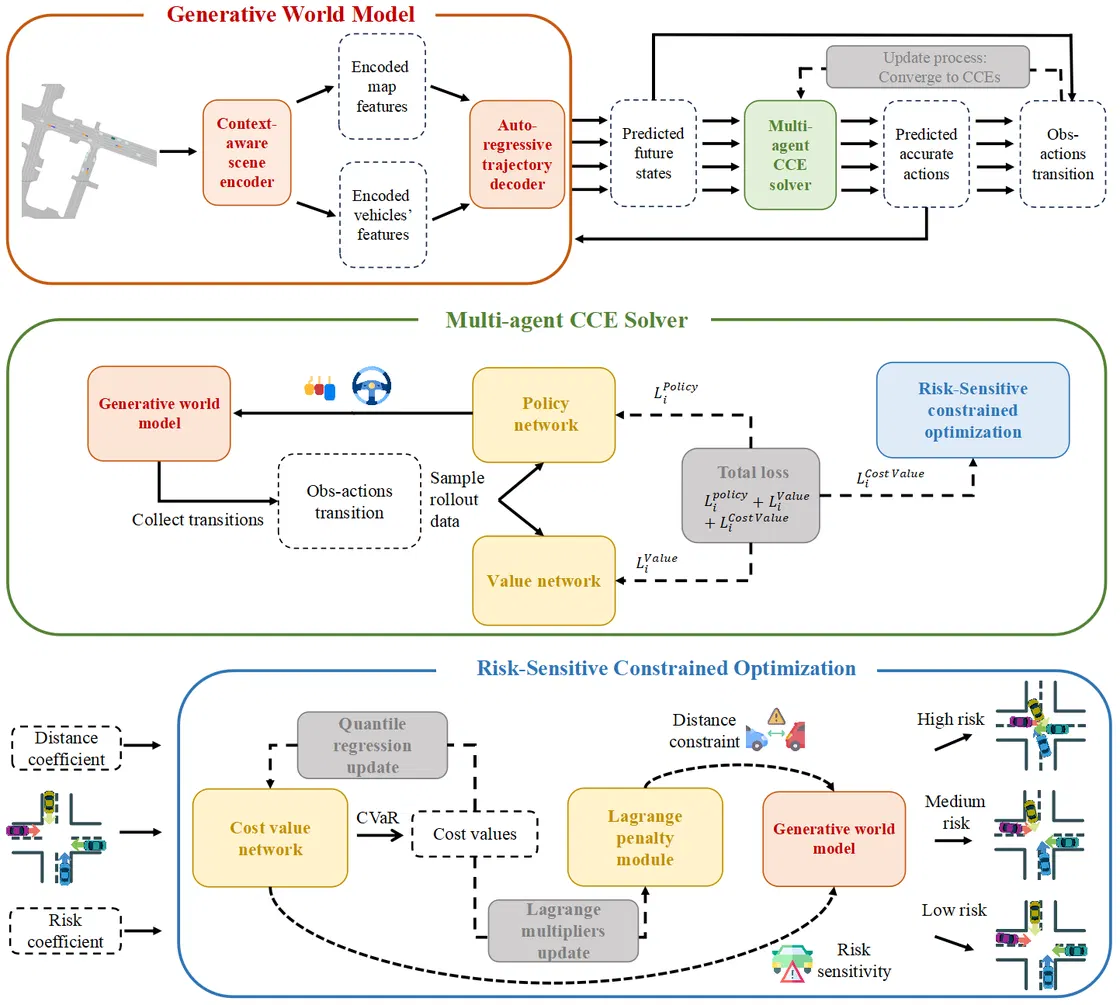 Generative World Model
Context-
aware
scene
encoder
Encoded
map
features
Encoded
vehicles'
features
Auto-
regressive
trajectory
decoder
Predicted
future
states
Multi-
agent
CCE
solver
Update process:
Converge to CCEs
Predicted
accurate
actions
Obs-
actions
transition
Multi-agent CCE Solver
Generative world
model
Collect transitions
Obs-actions
transition
Sample
rollout
data
Policy
network
Value network
L_i^{Policy}
Total loss
L_i^{policy} + L_i^{Value}
+ L_i^{CostValue}
L_i^{Value}
L_i^{CostValue}
Risk-Sensitive
constrained
optimization
Risk-Sensitive Constrained Optimization
Distance
coefficient
Risk
coefficient
Quantile
regression
update
Cost value
network
CVaR
Cost values
Lagrange
multipliers
update
Lagrange
penalty
module
Distance
constraint
Generative world
model
Risk
sensitivity
High risk
Medium
risk
Low risk